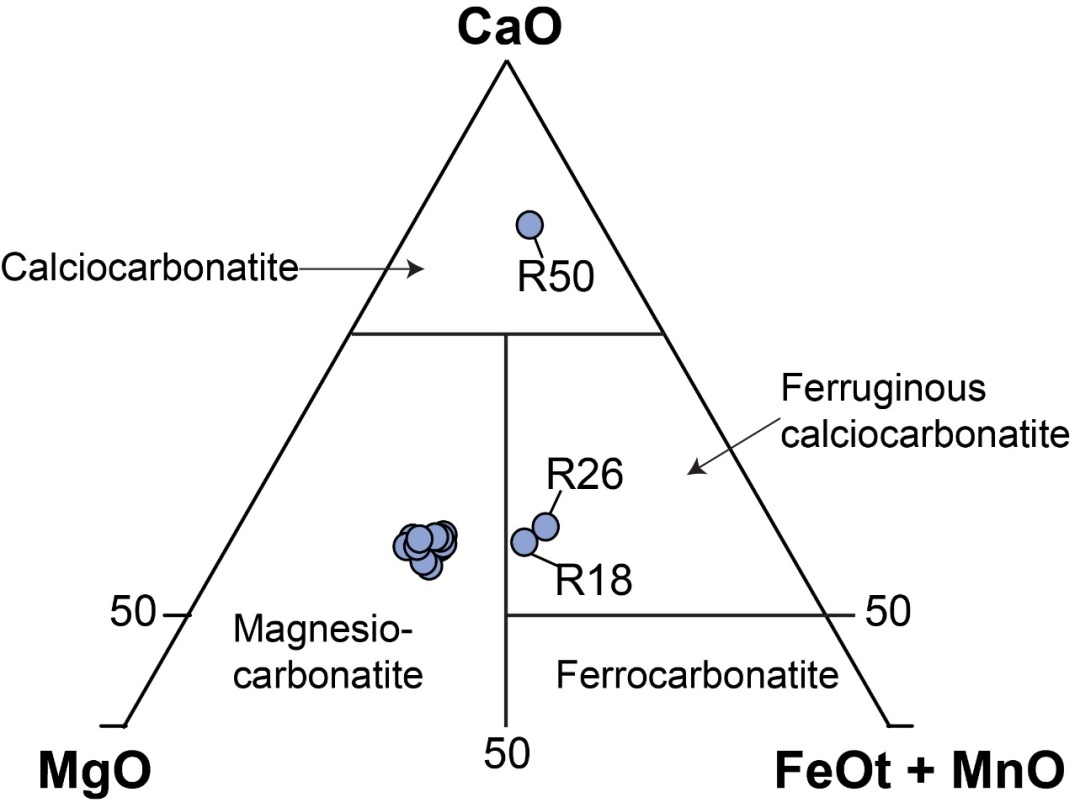 CaO
Calciocarbonatite
R50
Ferruginous
calciocarbonatite
R26
R18
50
50
Magnesio-
carbonatite
Ferrocarbonatite
50
MgO
FeOt + MnO